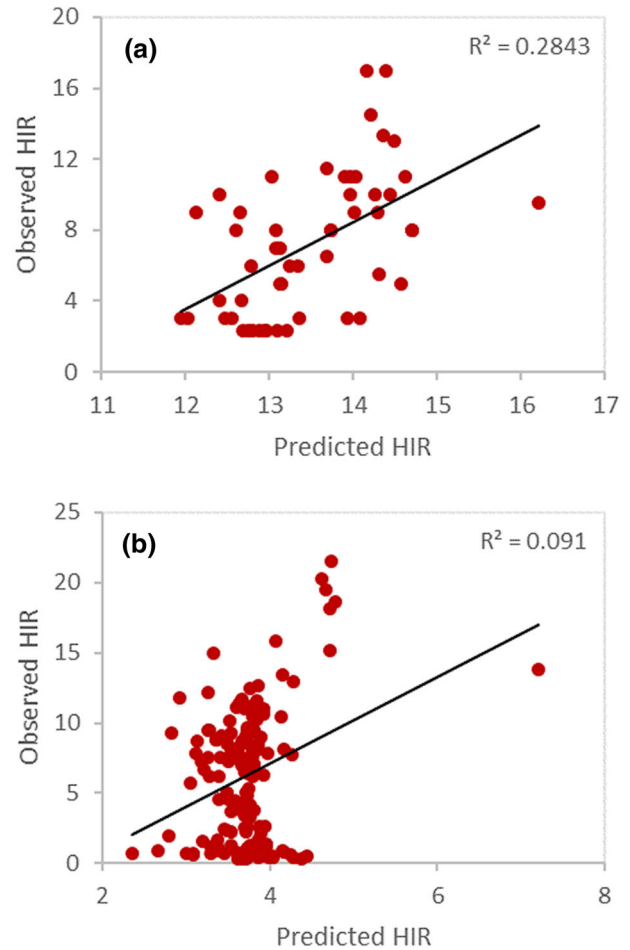 (a)
R² = 0.2843
Observed HIR
20
16
12
8
4
0
11 12 13 14 15 16 17
Predicted HIR
(b)
R² = 0.091
Observed HIR
25
20
15
10
5
0
2 4 6 8
Predicted HIR